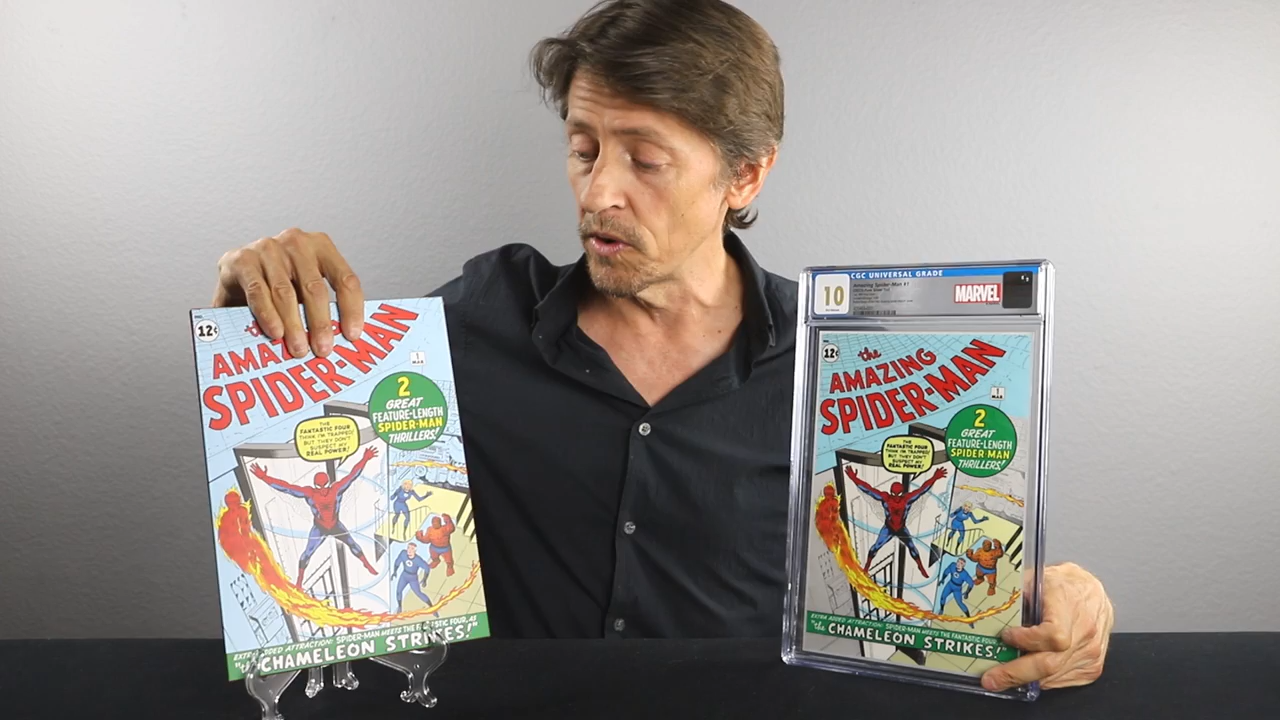 12¢
the
AMAZ
SPIDER-MAN
1
MAR.
2
GREAT
FEATURE-LENGTH
SPIDER-MAN
THRILLERS!
THE
FANTASTIC FOUR
THINK I'M TRAPPED!
BUT THEY DON'T
SUSPECT MY
REAL POWER!
EXTRA ADDED ATTRACTION: SPIDER-MAN MEETS THE FANTASTIC FOUR, AS
"the CHAMELEON STRIKES!"
CGC UNIVERSAL GRADE
10
Amazing Spider-Man #1
MARVEL
12¢
the
AMAZING
SPIDER-MAN
1
MAR.
2
GREAT
FEATURE-LENGTH
SPIDER-MAN
THRILLERS!
THE
FANTASTIC FOUR
THINK I'M TRAPPED!
BUT THEY DON'T
SUSPECT MY
REAL POWER!
EXTRA ADDED ATTRACTION: SPIDER-MAN MEETS THE FANTASTIC FOUR,
"the CHAMELEON STRIKES!"